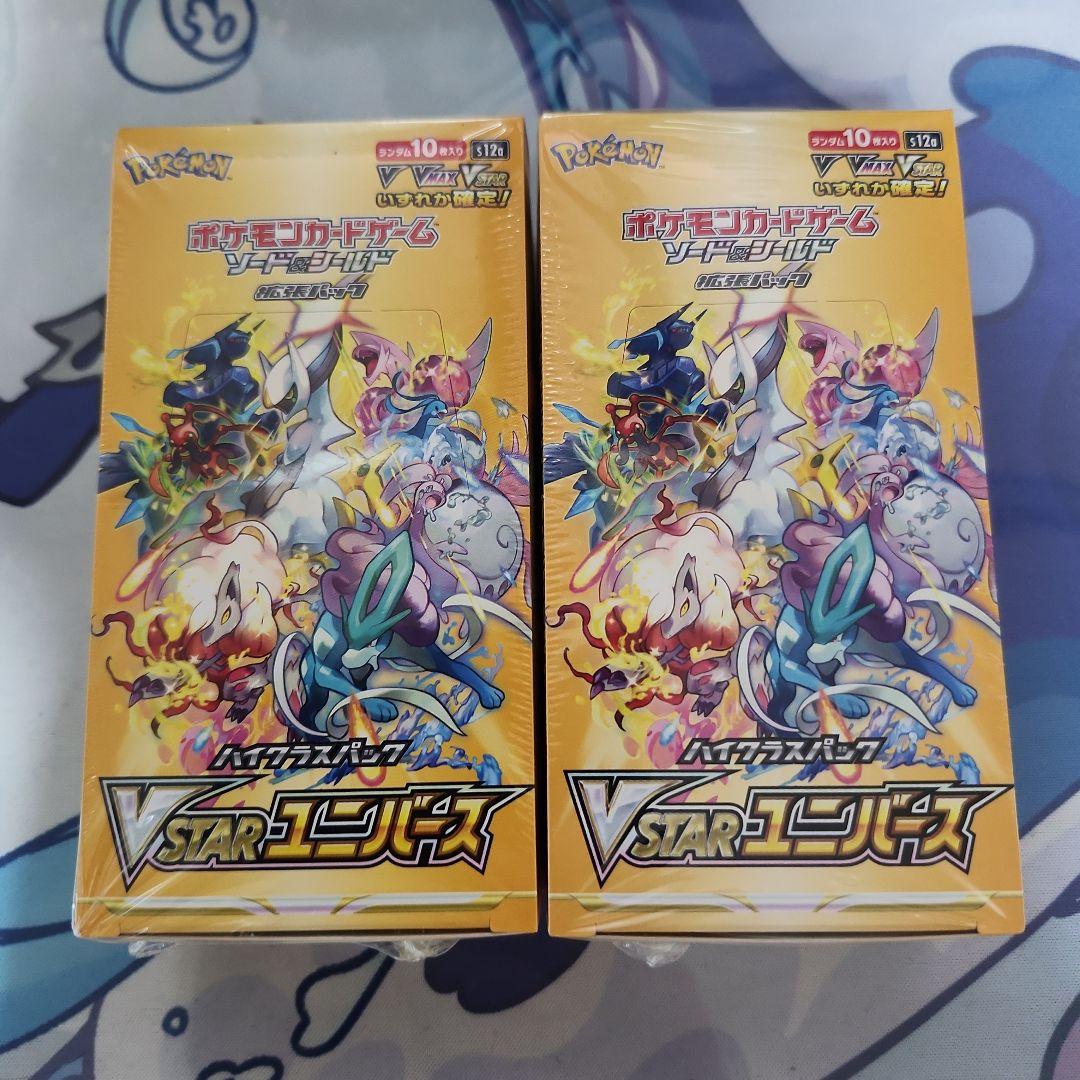 Pokémon
ランダム10枚入り s12a
V VMAX VSTAR
いずれか確定!
ポケモンカードゲーム
ソード&シールド
拡張パック
ハイクラスパック
VSTARユニバース
Pokémon
ランダム10枚入り s12a
V VMAX VSTAR
いずれか確定!
ポケモンカードゲーム
ソード&シールド
拡張パック
ハイクラスパック
VSTARユニバース